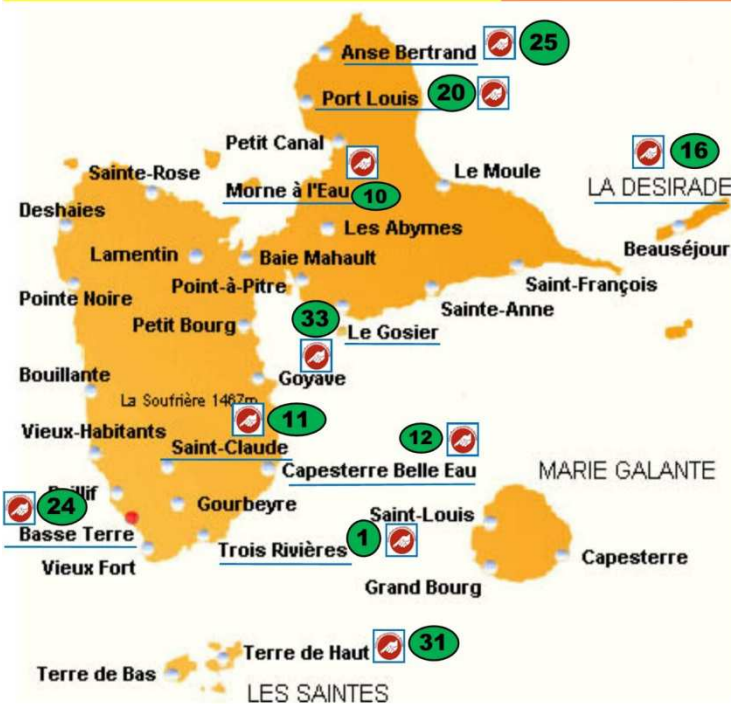 Anse Bertrand 25
Port Louis 20
Petit Canal
16
Sainte-Rose
Le Moule
Morne à l'Eau 10
LA DESIRADE
Deshaies
Les Abymes
Lamentin
Baie Mahault
Beauséjour
Pointe Noire
Point-à-Pitre
Saint-François
Sainte-Anne
Petit Bourg
33
Le Gosier
Bouillante
Goyave
La Soufrière 1467m
11
Vieux-Habitants
12
Saint-Claude
Capesterre Belle Eau
MARIE GALANTE
24
Gourbeyre
Saint-Louis
Basse Terre
Trois Rivières 1
Capesterre
Vieux Fort
Grand Bourg
Terre de Haut 31
Terre de Bas
LES SAINTES